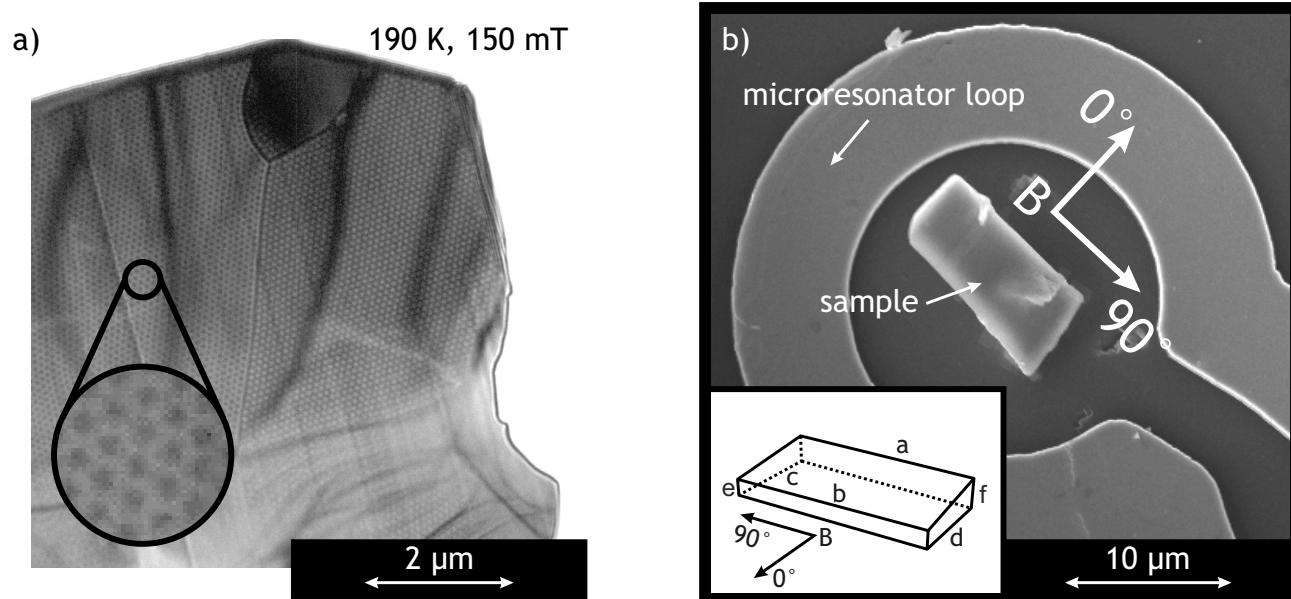 a)
190 K, 150 mT
2 µm
b)
microresonator loop
0°
B
90°
sample
a
c
b
e
f
d
90°
B
0°
10 µm